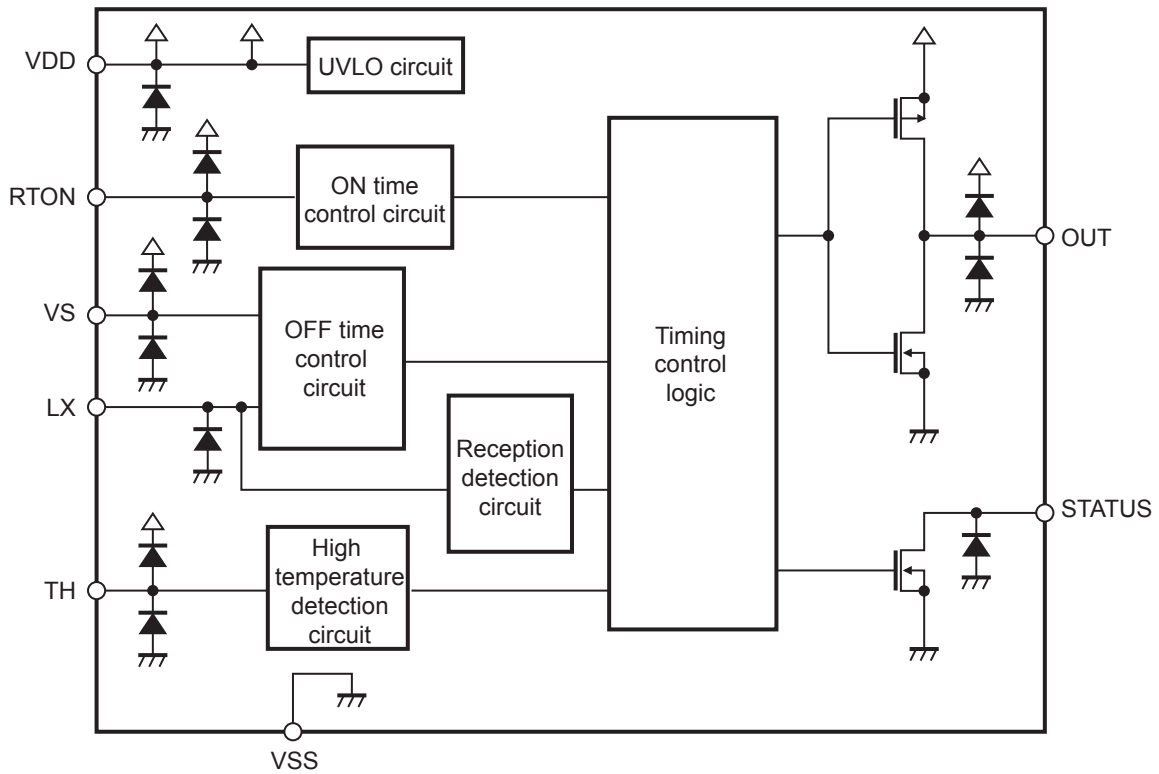 VDD
UVLO circuit
RTON
ON time
control circuit
VS
OFF time
control
circuit
LX
Reception
detection
circuit
TH
High
temperature
detection
circuit
VSS
Timing
control
logic
OUT
STATUS